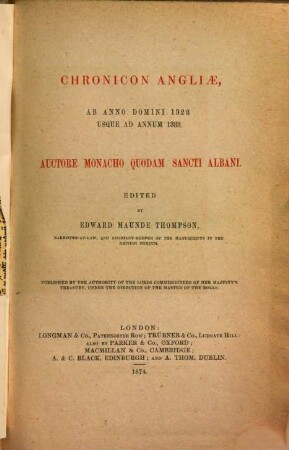 CHRONICON ANGLIÆ,
AB ANNO DOMINI 1328
USQUE AD ANNUM 1388,
AUCTORE MONACHO QUODAM SANCTI ALBANI.
EDITED
BY
EDWARD MAUNDE THOMPSON,
BARRISTER-AT-LAW, AND ASSISTANT-KEEPER OF THE MANUSCRIPTS IN THE
BRITISH MUSEUM.
PUBLISHED BY THE AUTHORITY OF THE LORDS COMMISSIONERS OF HER MAJESTY'S
TREASURY, UNDER THE DIRECTION OF THE MASTER OF THE ROLLS.
LONDON:
LONGMAN & Co., PATERNOSTER ROW; TRÜBNER & Co., LUDGATE HILL:
ALSO BY PARKER & Co., OXFORD;
MACMILLAN & Co., CAMBRIDGE;
A. & C. BLACK, EDINBURGH; AND A. THOM, DUBLIN.
1874.